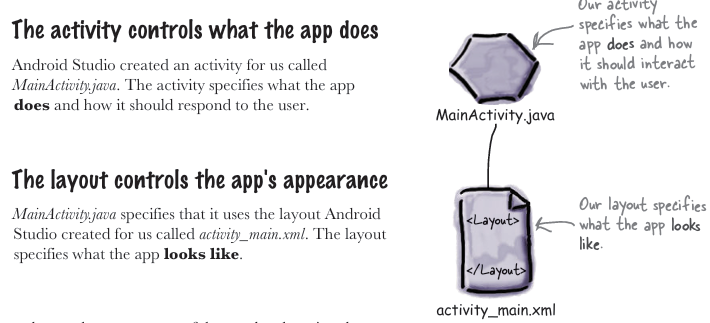 The activity controls what the app does
Android Studio created an activity for us called
MainActivity.java. The activity specifies what the app
does and how it should respond to the user.
Our activity
specifies what the
app does and how
it should interact
with the user.
MainActivity.java
The layout controls the app's appearance
MainActivity.java specifies that it uses the layout Android
Studio created for us called activity_main.xml. The layout
specifies what the app looks like.
<Layout>
</Layout>
Our layout specifies
what the app looks
like.
activity_main.xml